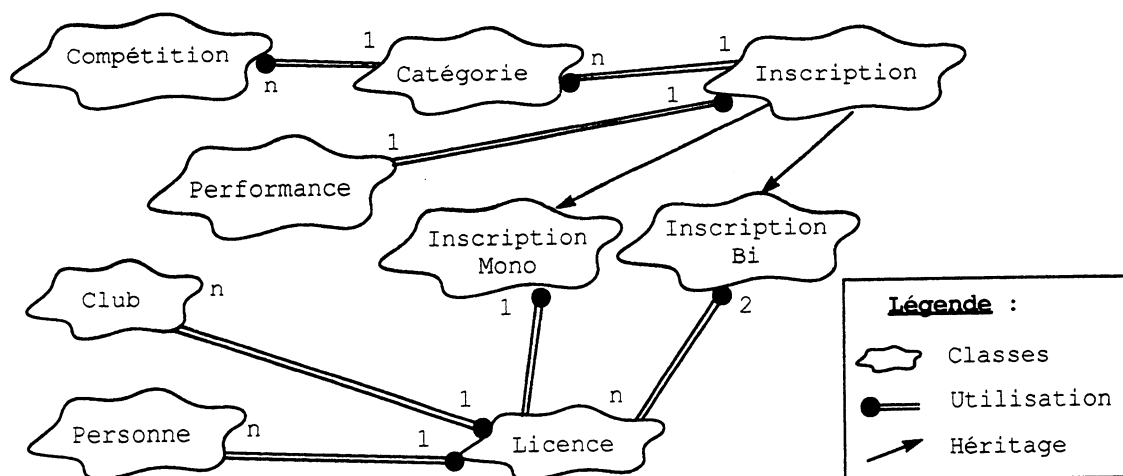 Compétition
1
n
Catégorie
n
1
Inscription
1
1
Performance
Inscription
Mono
Inscription
Bi
Club
n
1
2
Légende :
Classes
Utilisation
Héritage
Personne
n
1
1
Licence
n